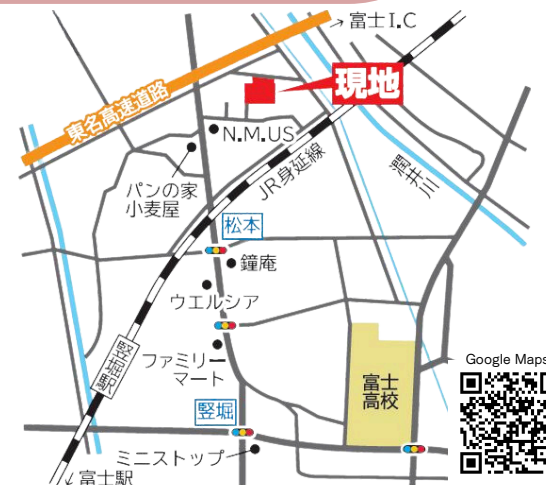 富士I.C
東名高速道路
現地
N.M.US
パンの家
小麦屋
JR身延線
潤井川
松本
鐘庵
ウエルシア
ファミリー
マート
竪堀駅
富士
高校
Google Maps
竪堀
ミニストップ
富士駅